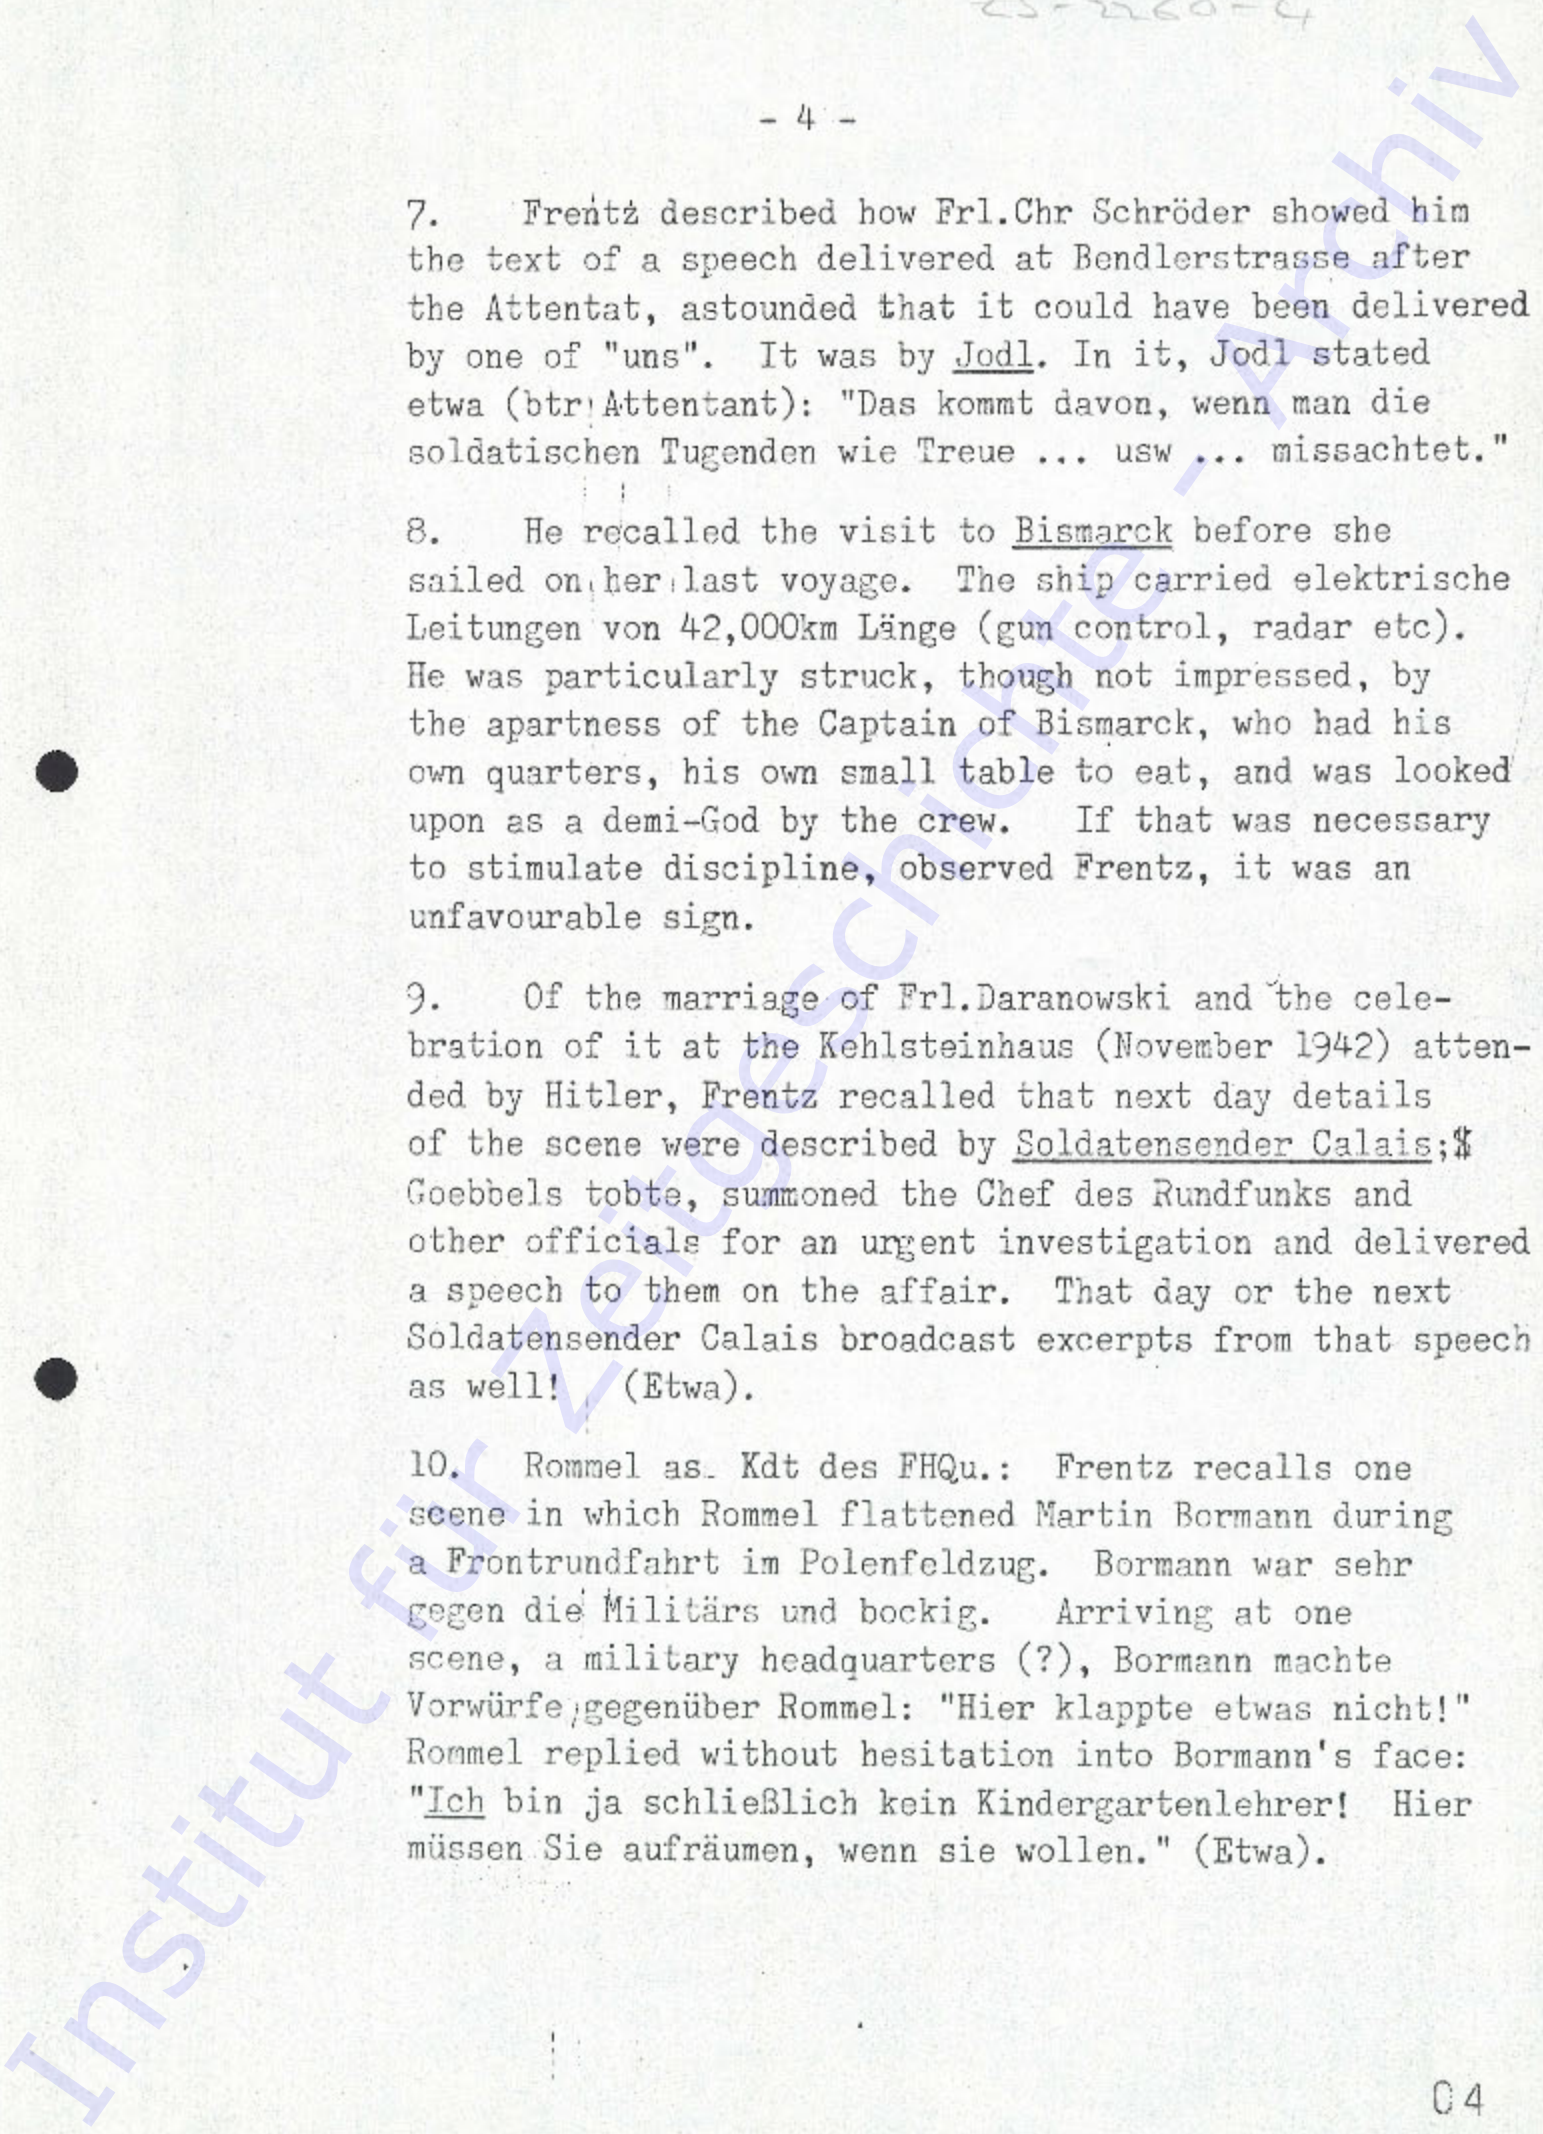 ZS-2260-4
- 4 -
7. Frentz described how Frl.Chr Schröder showed him
the text of a speech delivered at Bendlerstrasse after
the Attentat, astounded that it could have been delivered
by one of "uns". It was by Jodl. In it, Jodl stated
etwa (btr Attentant): "Das kommt davon, wenn man die
soldatischen Tugenden wie Treue ... usw ... missachtet."
8. He recalled the visit to Bismarck before she
sailed on her last voyage. The ship carried elektrische
Leitungen von 42,000km Länge (gun control, radar etc).
He was particularly struck, though not impressed, by
the apartness of the Captain of Bismarck, who had his
own quarters, his own small table to eat, and was looked
upon as a demi-God by the crew. If that was necessary
to stimulate discipline, observed Frentz, it was an
unfavourable sign.
9. Of the marriage of Frl.Daranowski and the cele-
bration of it at the Kehlsteinhaus (November 1942) atten-
ded by Hitler, Frentz recalled that next day details
of the scene were described by Soldatensender Calais;
Goebbels tobte, summoned the Chef des Rundfunks and
other officials for an urgent investigation and delivered
a speech to them on the affair. That day or the next
Soldatensender Calais broadcast excerpts from that speech
as well! (Etwa).
10. Rommel as Kdt des FHQu.: Frentz recalls one
scene in which Rommel flattened Martin Bormann during
a Frontrundfahrt im Polenfeldzug. Bormann war sehr
gegen die Militärs und bockig. Arriving at one
scene, a military headquarters (?), Bormann machte
Vorwürfe gegenüber Rommel: "Hier klappte etwas nicht!"
Rommel replied without hesitation into Bormann's face:
"Ich bin ja schließlich kein Kindergartenlehrer! Hier
müssen Sie aufräumen, wenn sie wollen." (Etwa).
04
Institut für Zeitgeschichte - Archiv